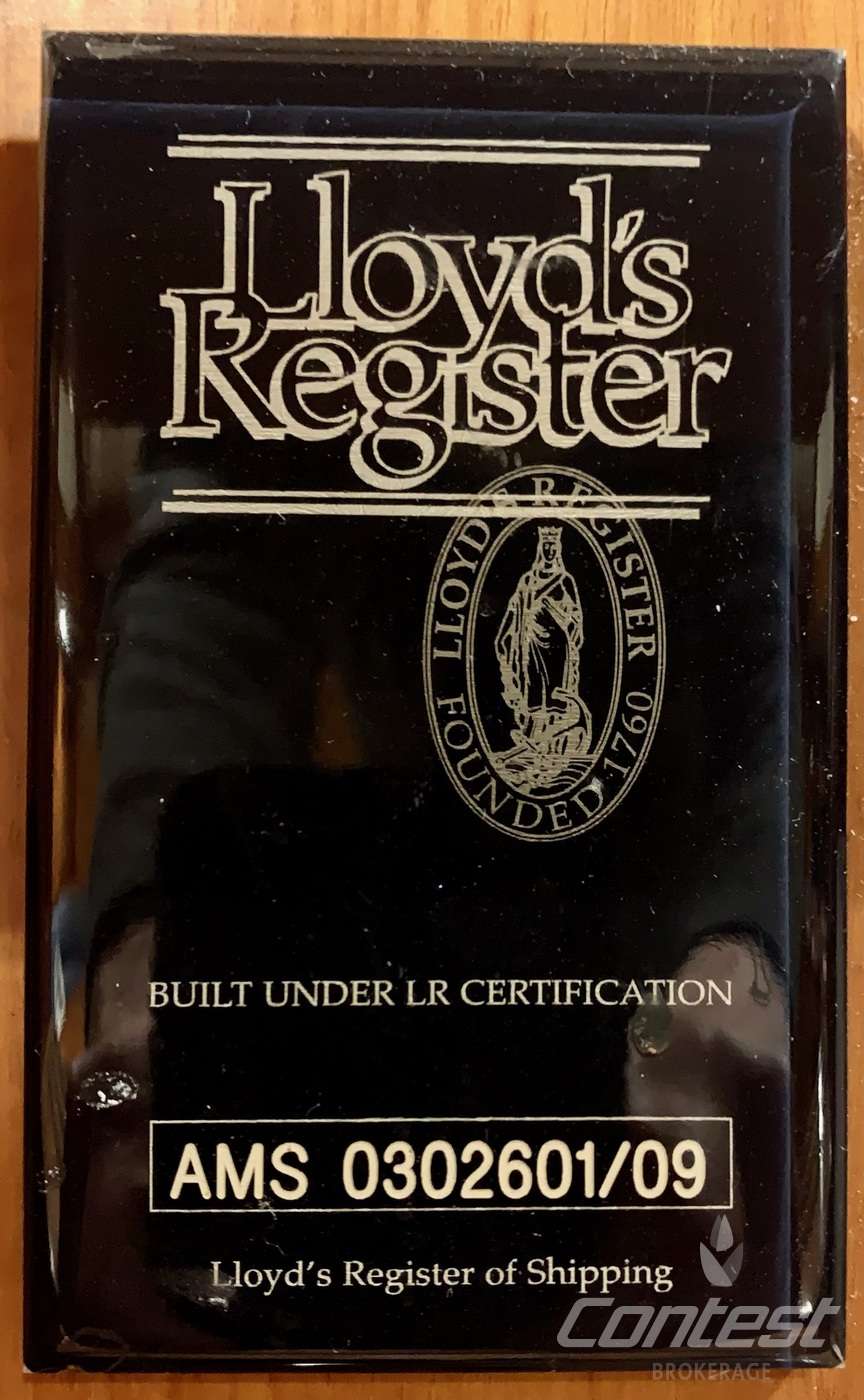 Lloyd's
Register
LLOYD'S REGISTER
FOUNDED 1760
BUILT UNDER LR CERTIFICATION
AMS 0302601/09
Lloyd's Register of Shipping
Contest
BROKERAGE